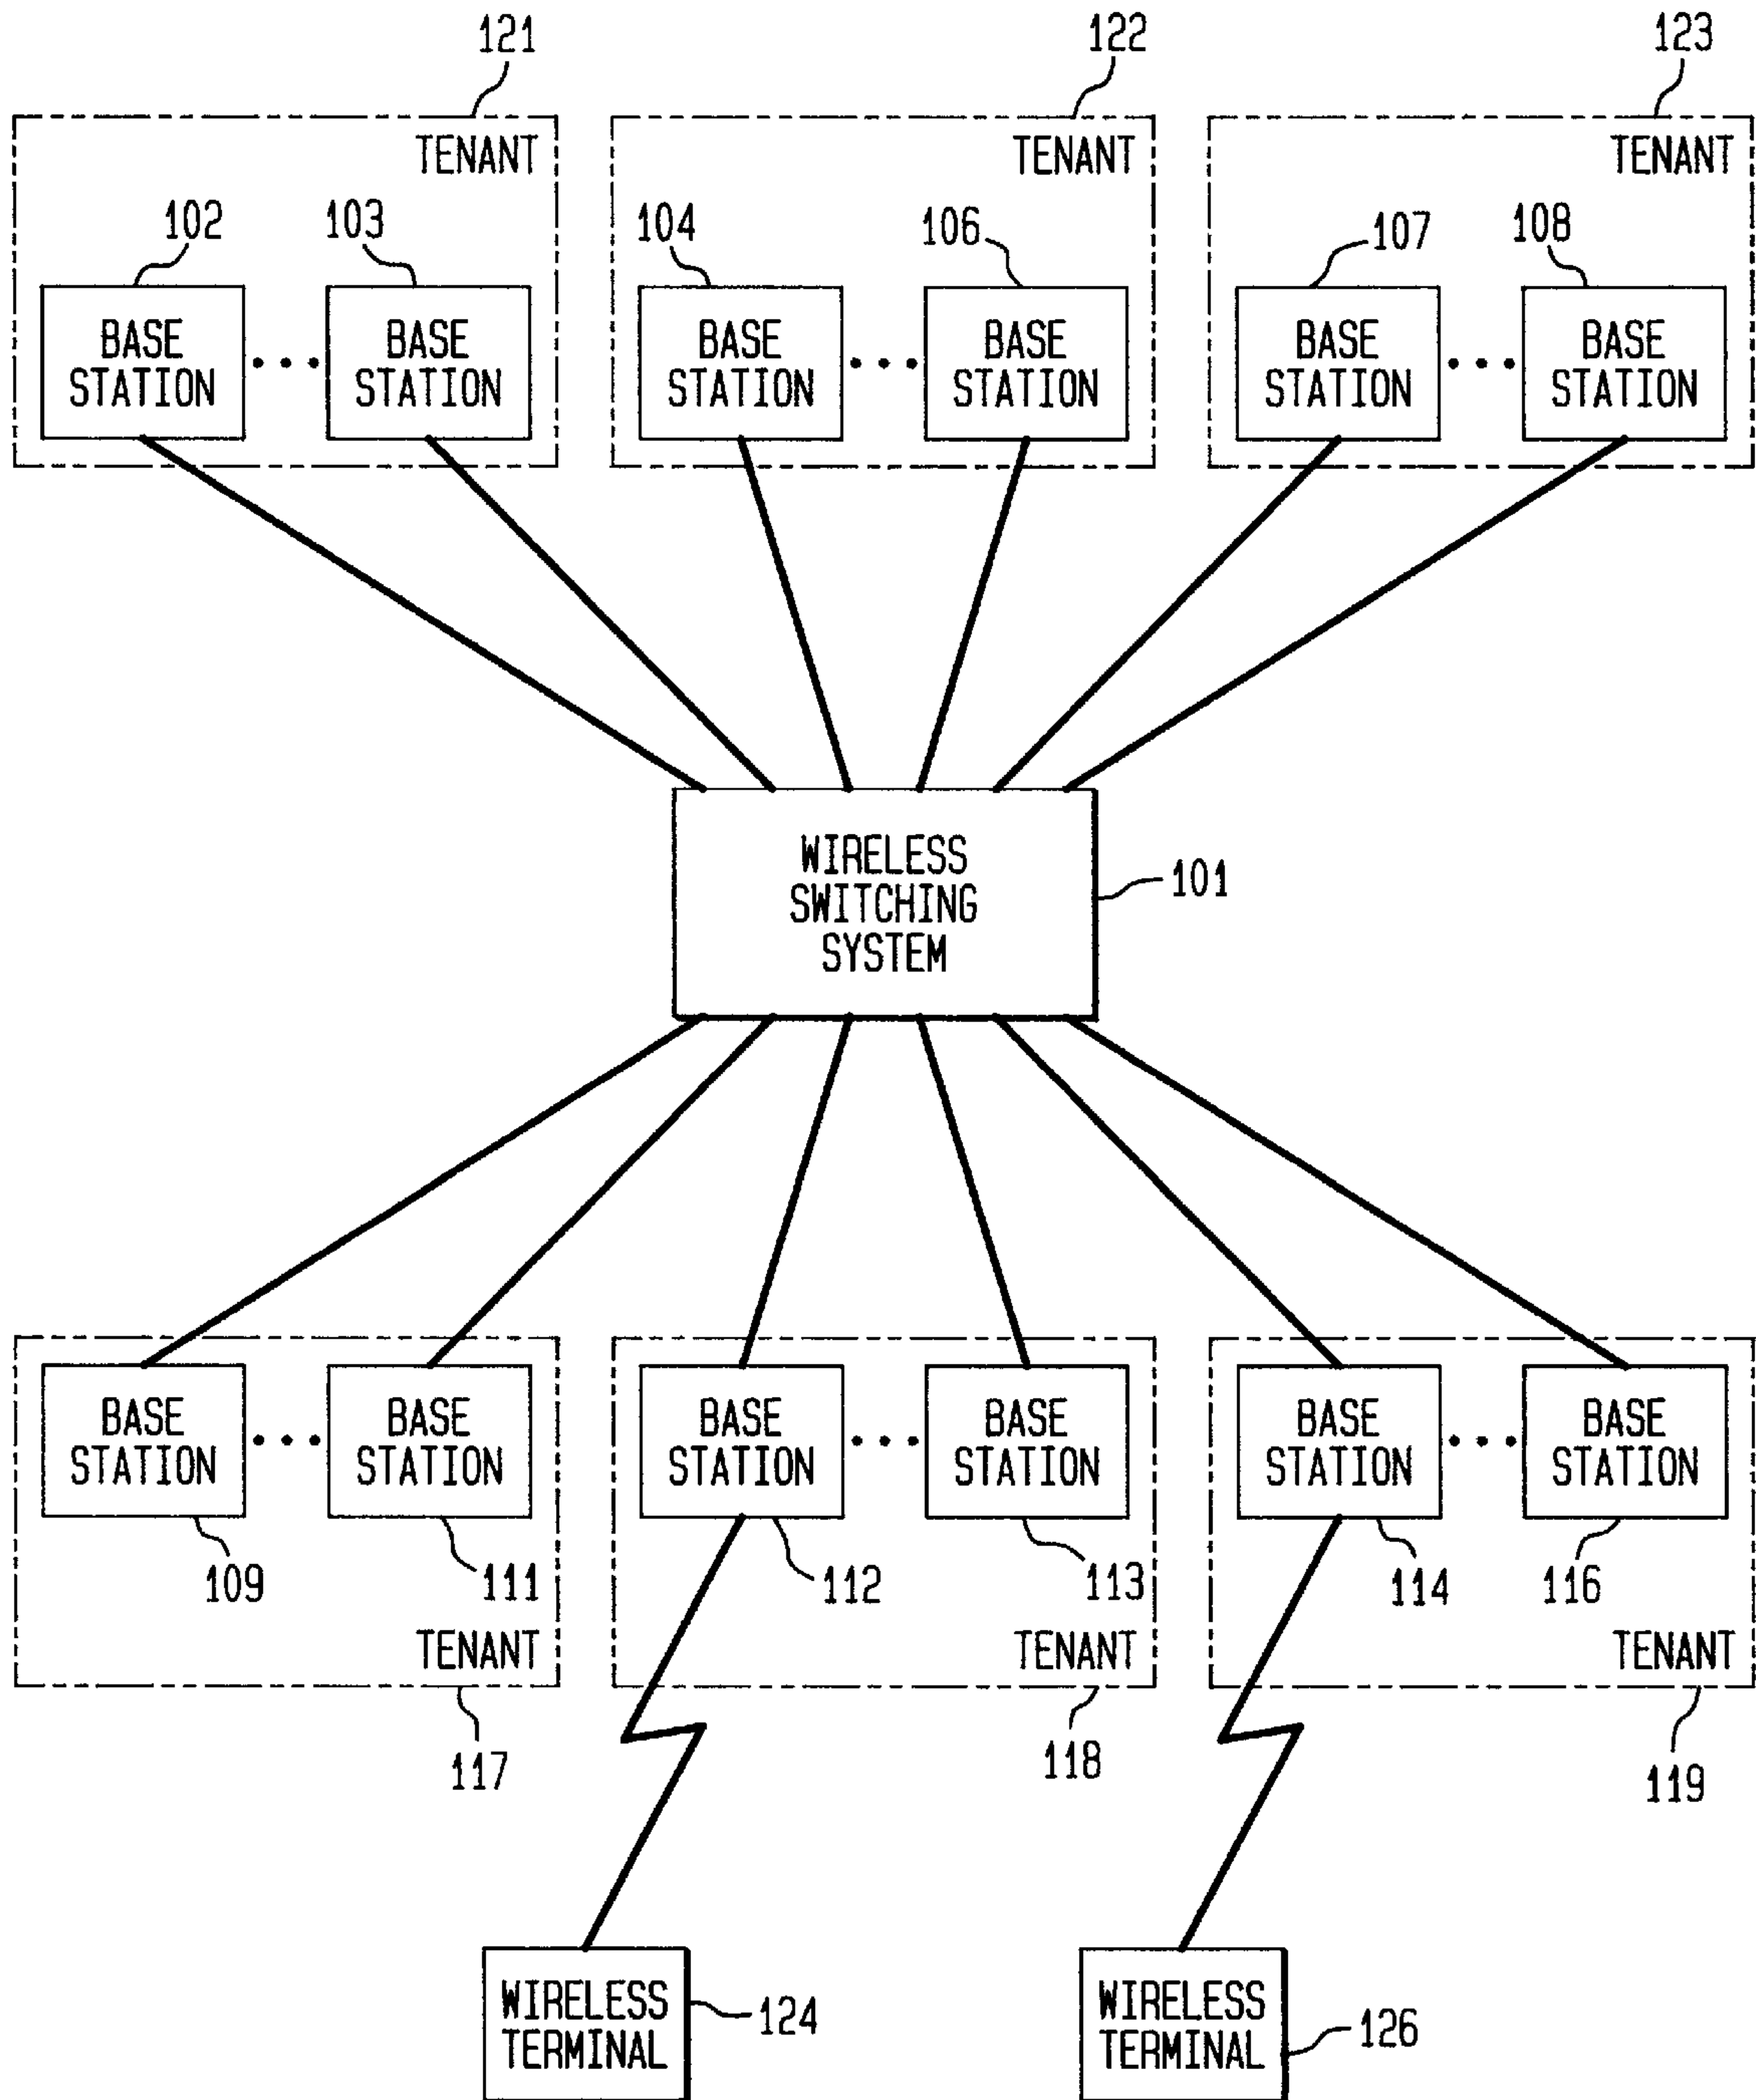 121
122
123
TENANT
TENANT
TENANT
102
103
104
106
107
108
BASE
STATION
BASE
STATION
BASE
STATION
BASE
STATION
BASE
STATION
BASE
STATION
WIRELESS
SWITCHING
SYSTEM
101
BASE
STATION
BASE
STATION
BASE
STATION
BASE
STATION
BASE
STATION
BASE
STATION
109
111
112
113
114
116
TENANT
TENANT
TENANT
117
118
119
WIRELESS
TERMINAL
124
WIRELESS
TERMINAL
126